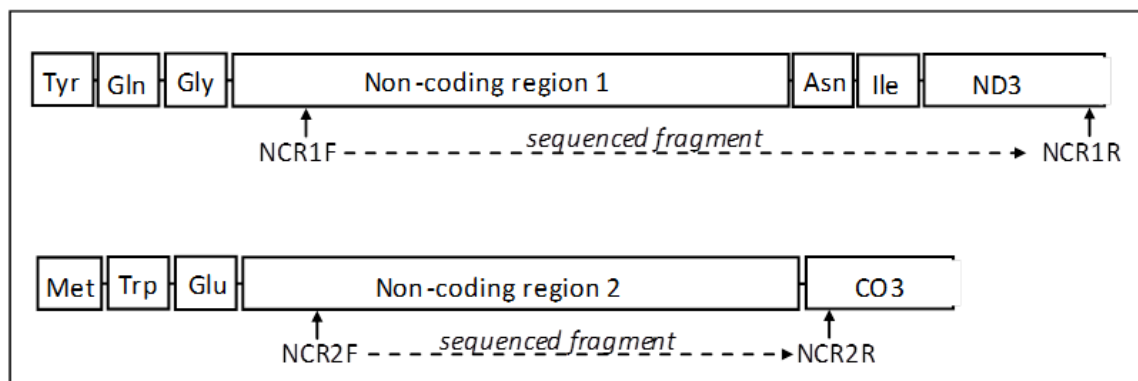 Tyr Gln Gly Non-coding region 1 Asn Ile ND3
NCR1F sequenced fragment NCR1R
Met Trp Glu Non-coding region 2 CO3
NCR2F sequenced fragment NCR2R